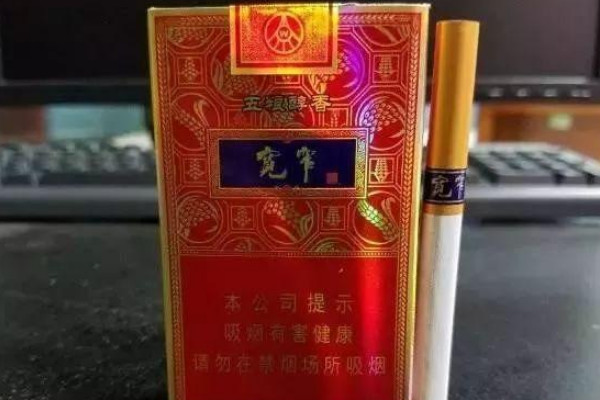 W
五粮醇香
宽窄
宽窄
本公司提示
吸烟有害健康
请勿在禁烟场所吸烟